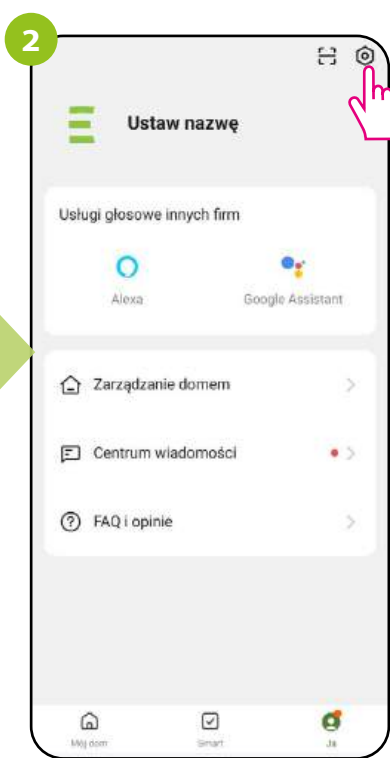 2
Ustaw nazwę
Usługi głosowe innych firm
Alexa
Google Assistant
Zarządzanie domem
Centrum wiadomości
FAQ i opinie
Mój dom
Smart
Ja